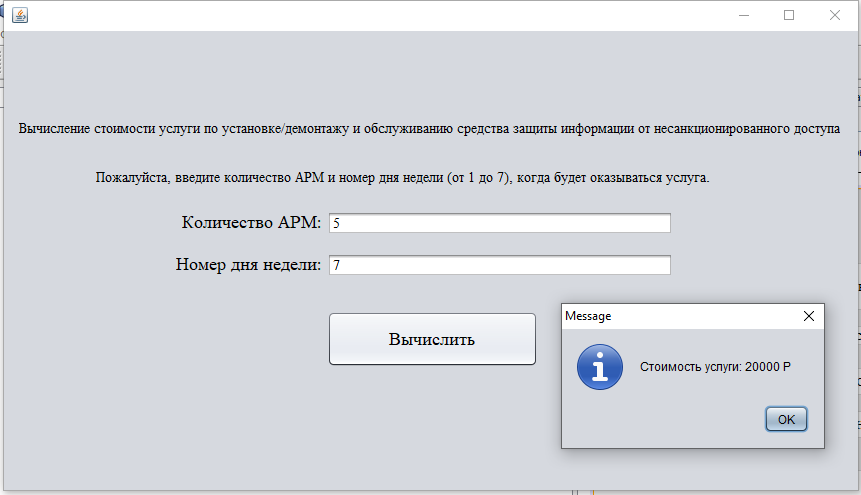 Вычисление стоимости услуги по установке/демонтажу и обслуживанию средства защиты информации от несанкционированного доступа
Пожалуйста, введите количество АРМ и номер дня недели (от 1 до 7), когда будет оказываться услуга.
Количество АРМ: 5
Номер дня недели: 7
Вычислить
Message
Стоимость услуги: 20000 Р
OK